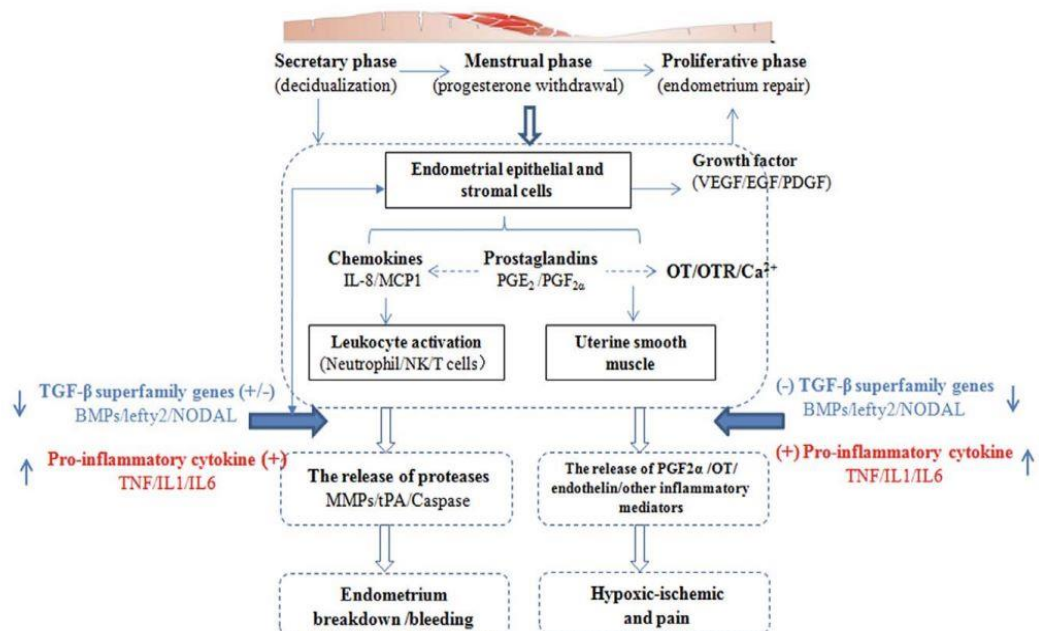 Secretary phase
(decidualization)
Menstrual phase
(progesterone withdrawal)
Proliferative phase
(endometrium repair)
Endometrial epithelial and
stromal cells
Growth factor
(VEGF/EGF/PDGF)
Chemokines
IL-8/MCP1
Prostaglandins
PGE₂ /PGF₂α
OT/OTR/Ca²⁺
Leukocyte activation
(Neutrophil/NK/T cells)
Uterine smooth
muscle
TGF-β superfamily genes (+/-)
BMPs/lefty2/NODAL
(-) TGF-β superfamily genes
BMPs/lefty2/NODAL
Pro-inflammatory cytokine (+)
TNF/IL1/IL6
(+) Pro-inflammatory cytokine
TNF/IL1/IL6
The release of proteases
MMPs/tPA/Caspase
The release of PGF2α /OT/
endothelin/other inflammatory
mediators
Endometrium
breakdown /bleeding
Hypoxic-ischemic
and pain